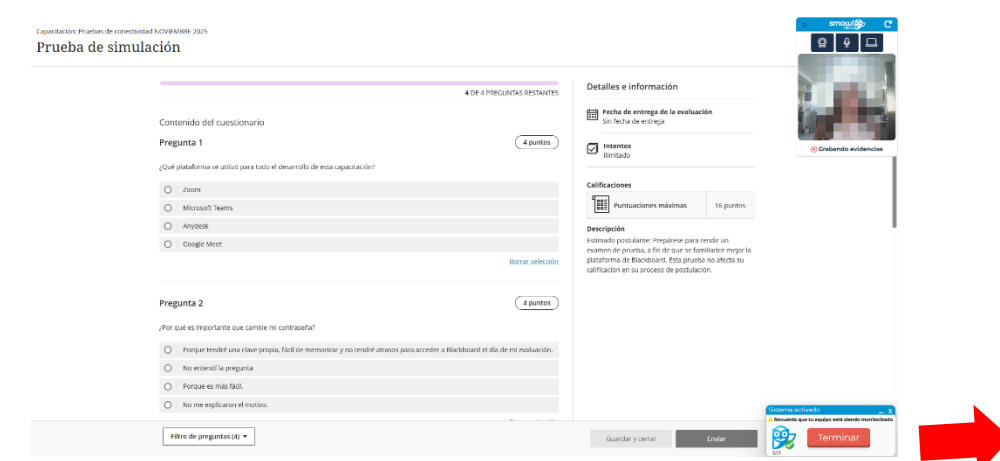 Capacitación: Pruebas de conectividad NOVIEMBRE 2025
Prueba de simulación
4 DE 4 PREGUNTAS RESTANTES
Contenido del cuestionario
Pregunta 1
4 puntos
¿Qué plataforma se utilizó para todo el desarrollo de esta capacitación?
Zoom
Microsoft Teams
Anydesk
Google Meet
Borrar selección
Pregunta 2
4 puntos
¿Por qué es importante que cambie mi contraseña?
Porque tendré una clave propia, fácil de memorizar y no tendré atrasos para acceder a Blackboard el día de mi evaluación.
No entendí la pregunta
Porque es más fácil.
No me explicaron el motivo.
Filtro de preguntas (4)
Guardar y cerrar
Enviar
Detalles e información
Fecha de entrega de la evaluación
Sin fecha de entrega
Intentos
Ilimitado
Calificaciones
Puntuaciones máximas
16 puntos
Descripción
Estimado postulante: Prepárese para rendir un
examen de prueba, a fin de que se familiarice mejor la
plataforma de Blackboard. Esta prueba no afecta su
calificación en su proceso de postulación.
smowl
Grabando evidencias
Sistema activado
_ X
Recuerda que tu equipo está siendo monitorizado
Terminar